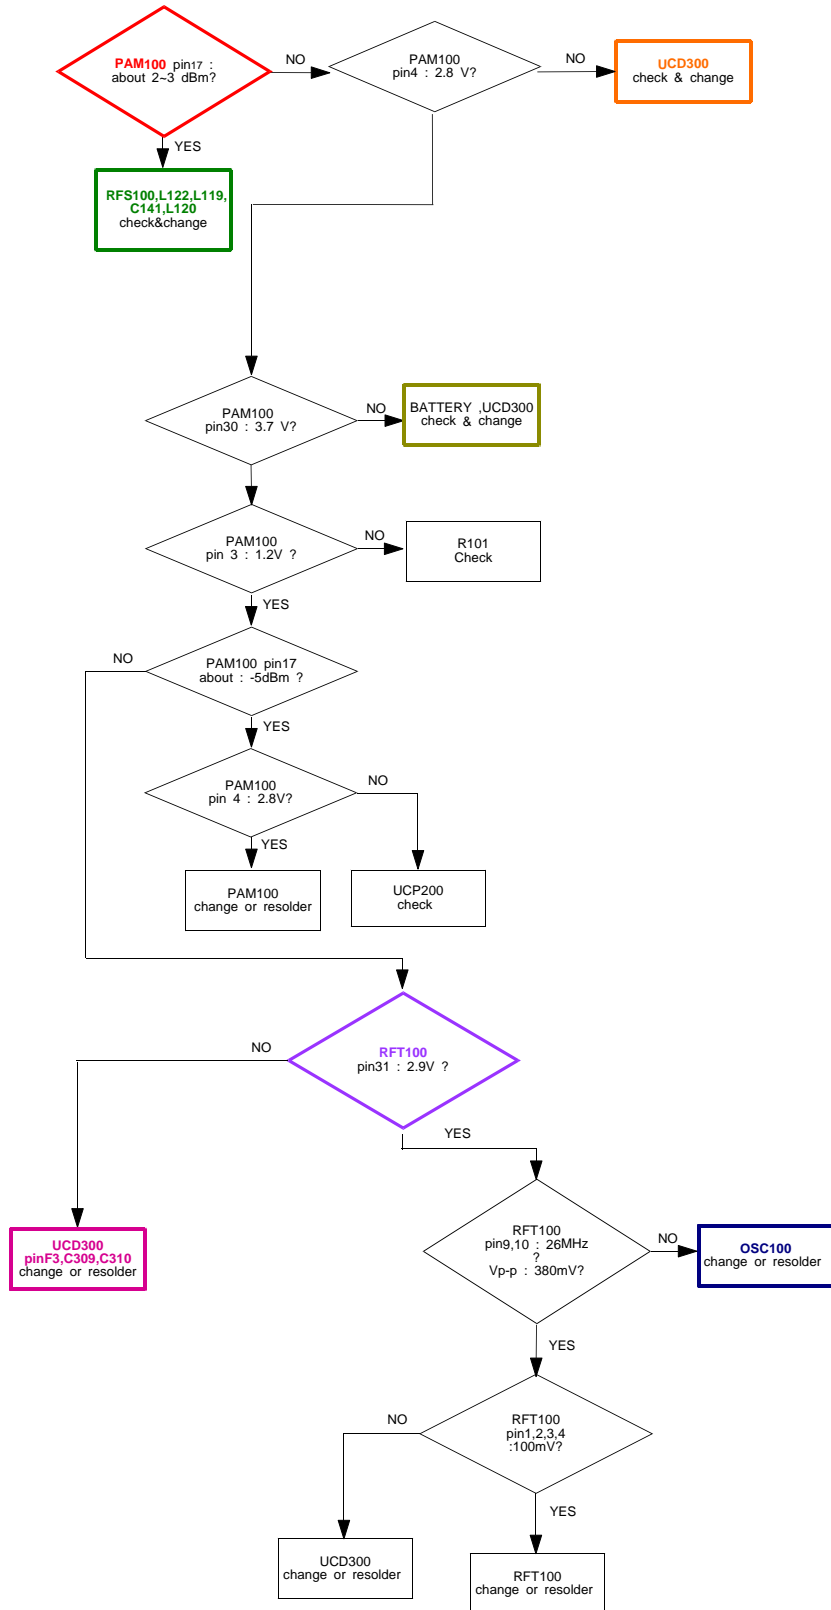 PAM100 pin17 :
about 2~3 dBm?
NO
PAM100
pin4 : 2.8 V?
NO
UCD300
check & change
YES
RFS100,L122,L119,
C141,L120
check&change
PAM100
pin30 : 3.7 V?
NO
BATTERY ,UCD300
check & change
PAM100
pin 3 : 1.2V ?
NO
R101
Check
YES
NO
PAM100 pin17
about : -5dBm ?
YES
PAM100
pin 4 : 2.8V?
NO
YES
PAM100
change or resolder
UCP200
check
RFT100
pin31 : 2.9V ?
NO
YES
UCD300
pinF3,C309,C310
change or resolder
RFT100
pin9,10 : 26MHz
?
Vp-p : 380mV?
NO
OSC100
change or resolder
YES
NO
RFT100
pin1,2,3,4
:100mV?
YES
UCD300
change or resolder
RFT100
change or resolder